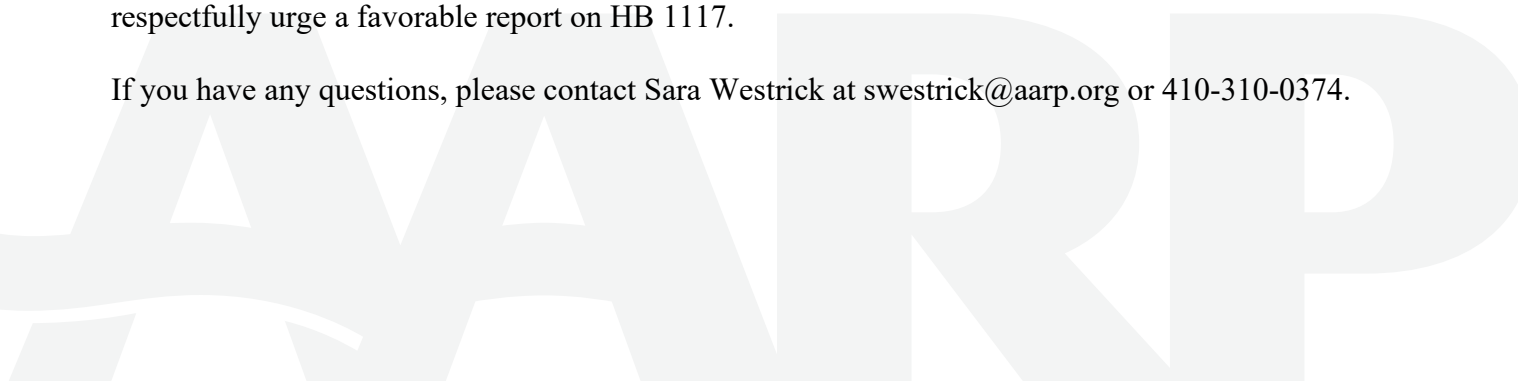 respectfully urge a favorable report on HB 1117.
If you have any questions, please contact Sara Westrick at swestrick@aarp.org or 410-310-0374.
AARP